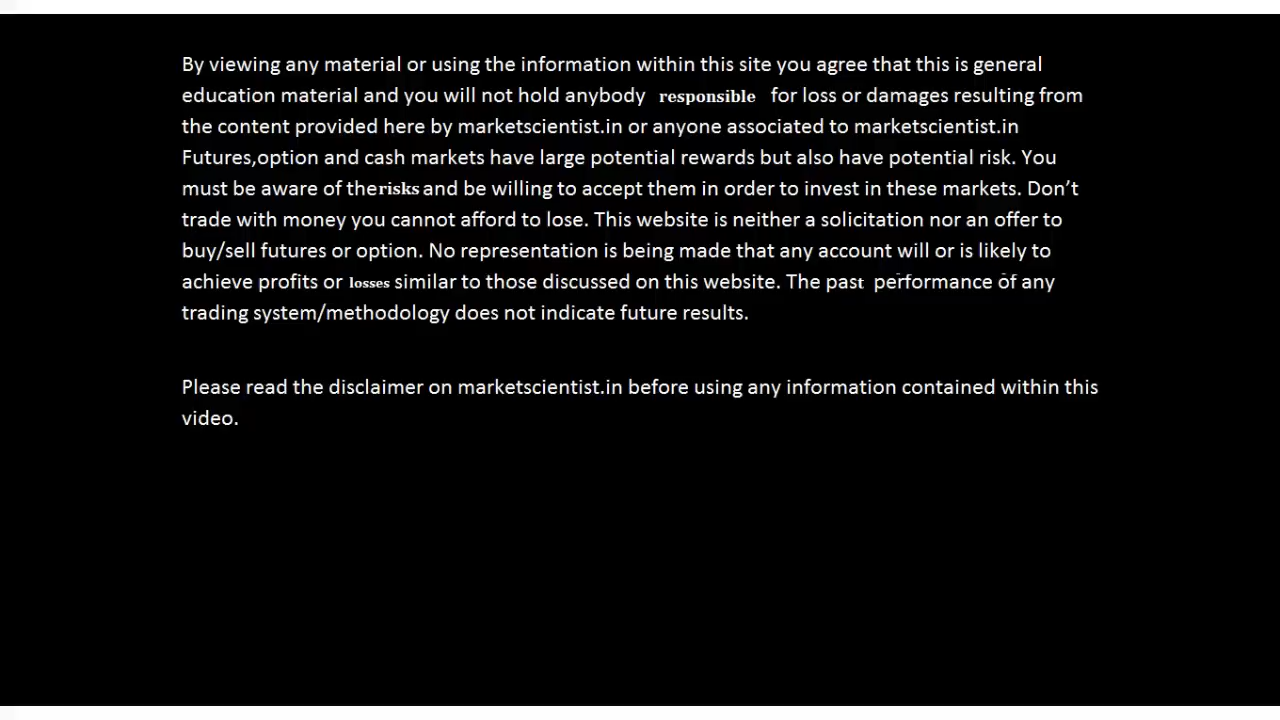 By viewing any material or using the information within this site you agree that this is general
education material and you will not hold anybody responsible for loss or damages resulting from
the content provided here by marketscientist.in or anyone associated to marketscientist.in
Futures,option and cash markets have large potential rewards but also have potential risk. You
must be aware of therisks and be willing to accept them in order to invest in these markets. Don't
trade with money you cannot afford to lose. This website is neither a solicitation nor an offer to
buy/sell futures or option. No representation is being made that any account will or is likely to
achieve profits or losses similar to those discussed on this website. The past performance of any
trading system/methodology does not indicate future results.
Please read the disclaimer on marketscientist.in before using any information contained within this
video.